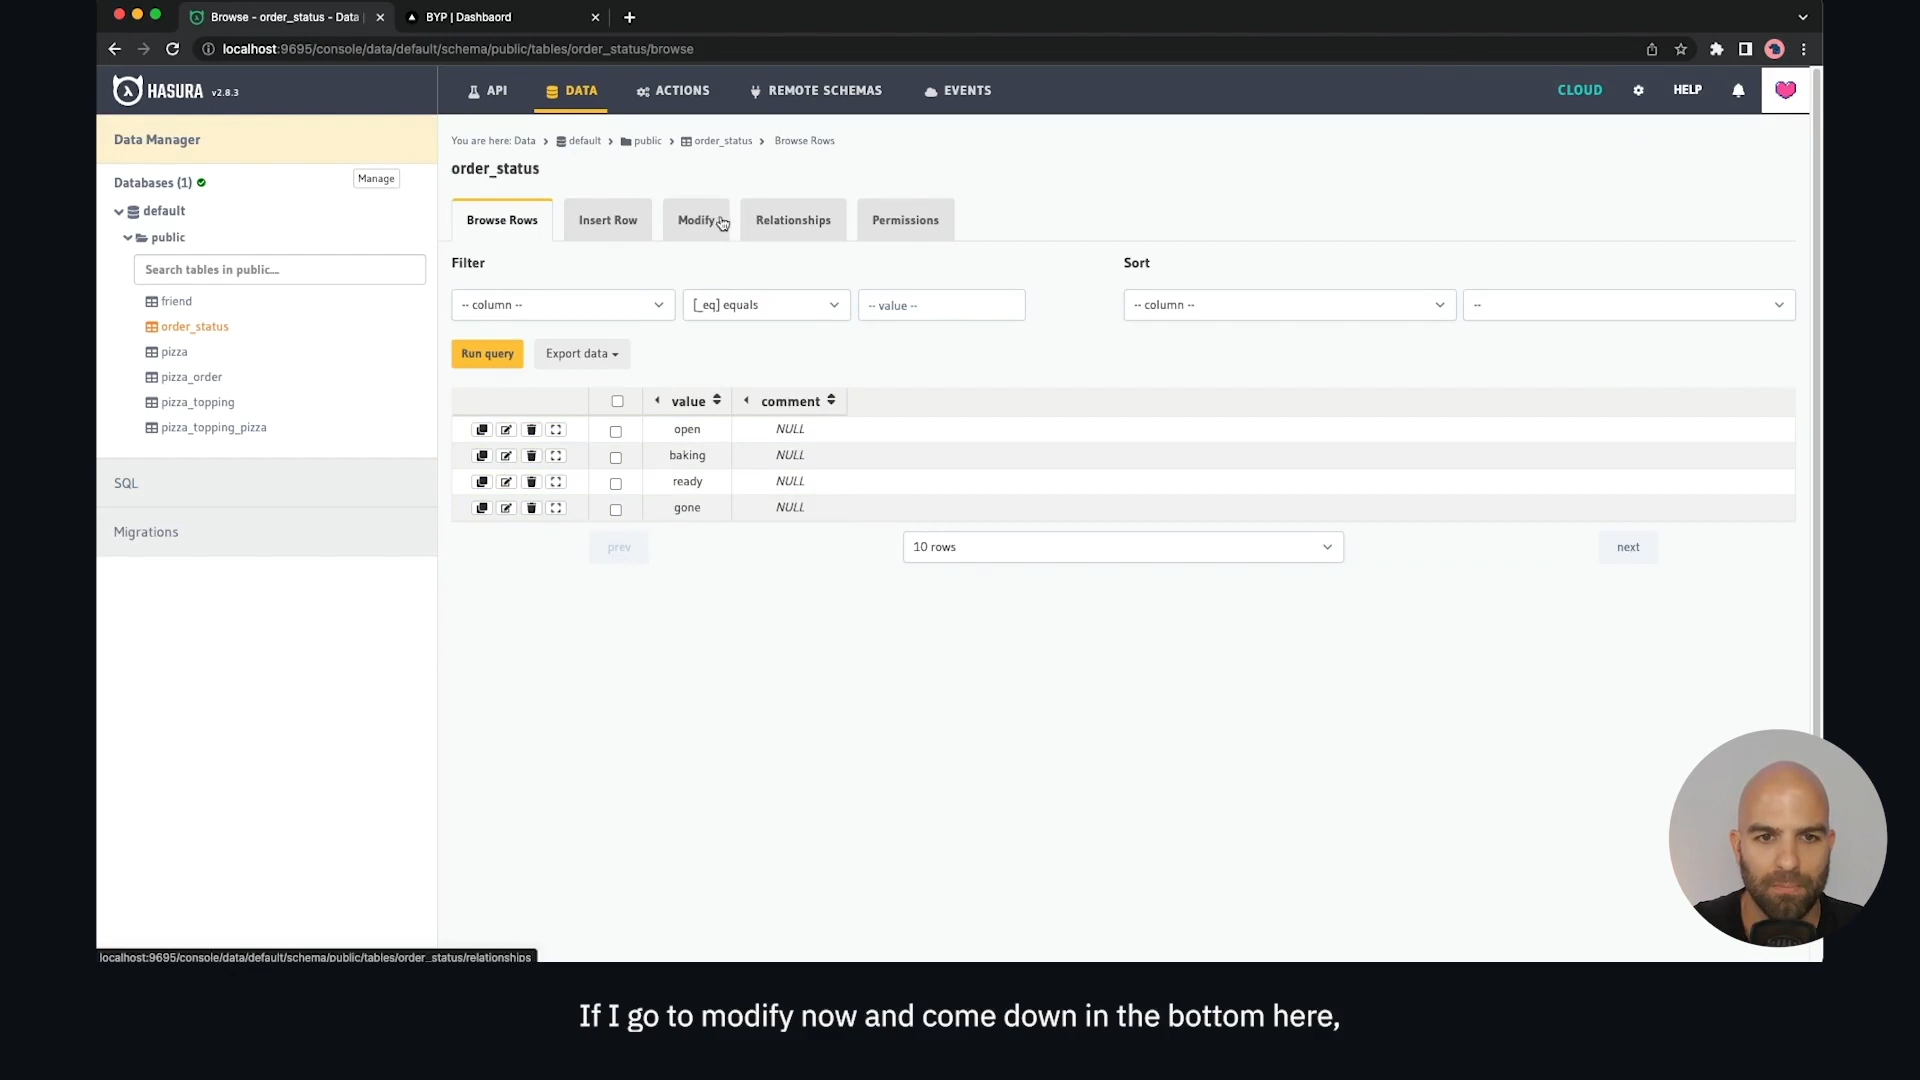 Browse - order_status - Data
BYP | Dashbaord
localhost:9695/console/data/default/schema/public/tables/order_status/browse
HASURA v2.8.3
API
DATA
ACTIONS
REMOTE SCHEMAS
EVENTS
CLOUD
HELP
Data Manager
Databases (1)
Manage
default
public
Search tables in public....
friend
order_status
pizza
pizza_order
pizza_topping
pizza_topping_pizza
SQL
Migrations
You are here: Data > default > public > order_status > Browse Rows
order_status
Browse Rows
Insert Row
Modify
Relationships
Permissions
Filter
Sort
-- column --
[_eq] equals
-- value --
-- column --
--
Run query
Export data
value comment
open NULL
baking NULL
ready NULL
gone NULL
prev
10 rows
next
localhost:9695/console/data/default/schema/public/tables/order_status/relationships
If I go to modify now and come down in the bottom here,